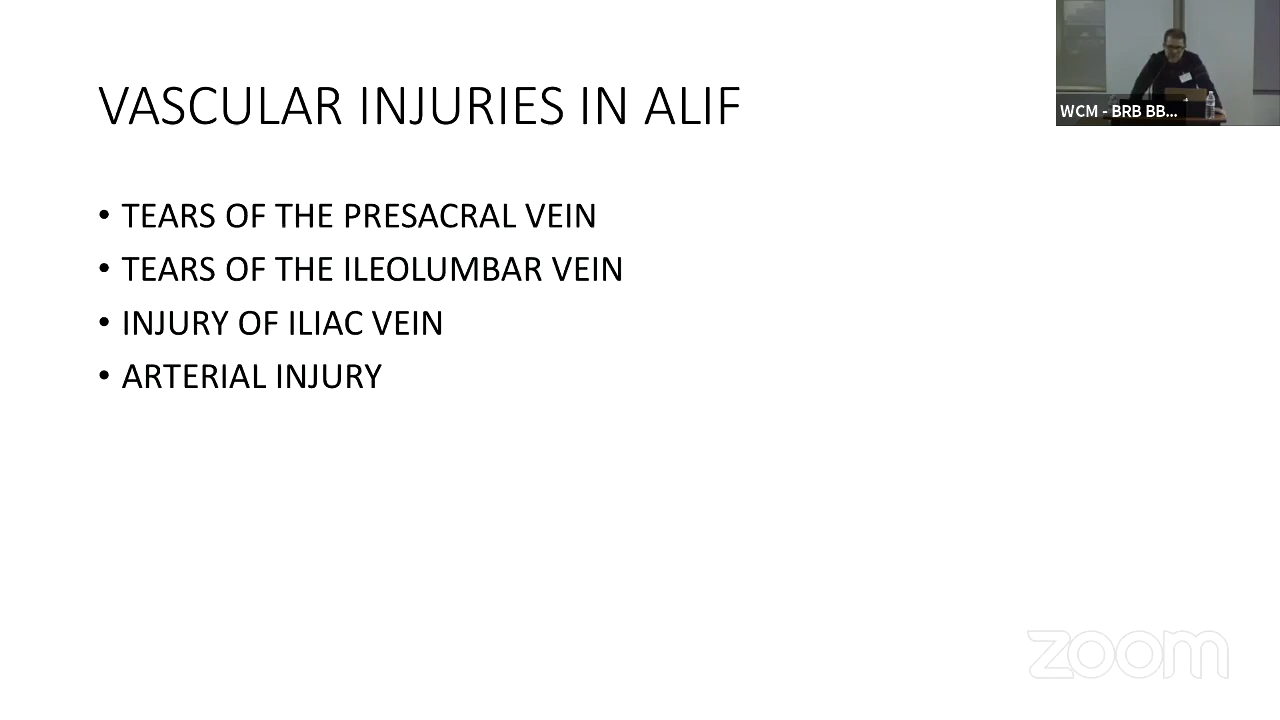 VASCULAR INJURIES IN ALIF
• TEARS OF THE PRESACRAL VEIN
• TEARS OF THE ILEOLUMBAR VEIN
• INJURY OF ILIAC VEIN
• ARTERIAL INJURY
WCM - BRB BB...
zoom